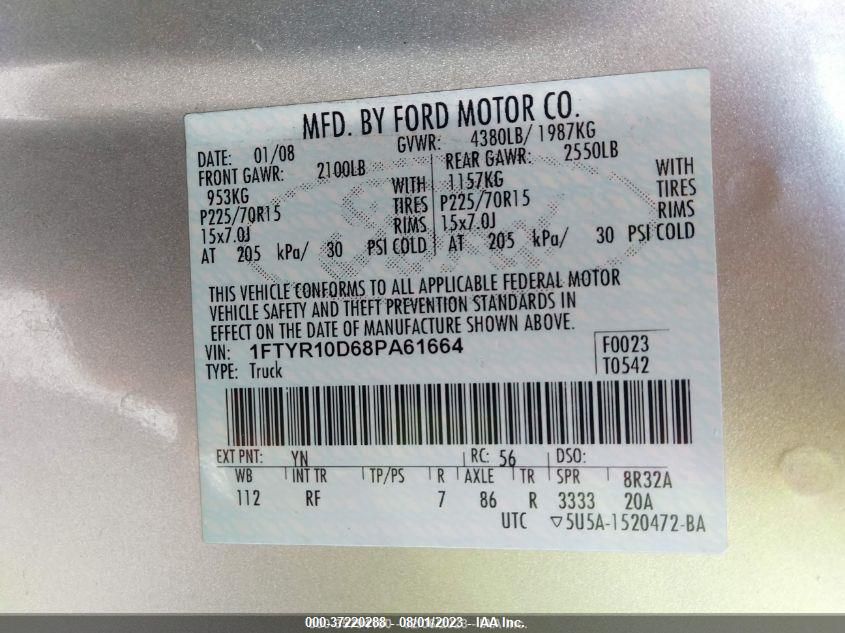 MFD. BY FORD MOTOR CO.
DATE: 01/08 GVWR: 4380LB/ 1987KG
FRONT GAWR: 2100LB REAR GAWR: 2550LB
953KG WITH 1157KG WITH
P225/70R15 TIRES P225/70R15 TIRES
15x7.0J RIMS 15x7.0J RIMS
AT 205 kPa/ 30 PSI COLD AT 205 kPa/ 30 PSI COLD
THIS VEHICLE CONFORMS TO ALL APPLICABLE FEDERAL MOTOR
VEHICLE SAFETY AND THEFT PREVENTION STANDARDS IN
EFFECT ON THE DATE OF MANUFACTURE SHOWN ABOVE.
VIN: 1FTYR10D68PA61664 F0023
TYPE: Truck T0542
EXT PNT: YN RC: 56 DSO:
WB INT TR TP/PS R AXLE TR SPR 8R32A
112 RF 7 86 R 3333 20A
UTC ▽5U5A-1520472-BA
000-37220288 - 08/01/2023 - IAA Inc.